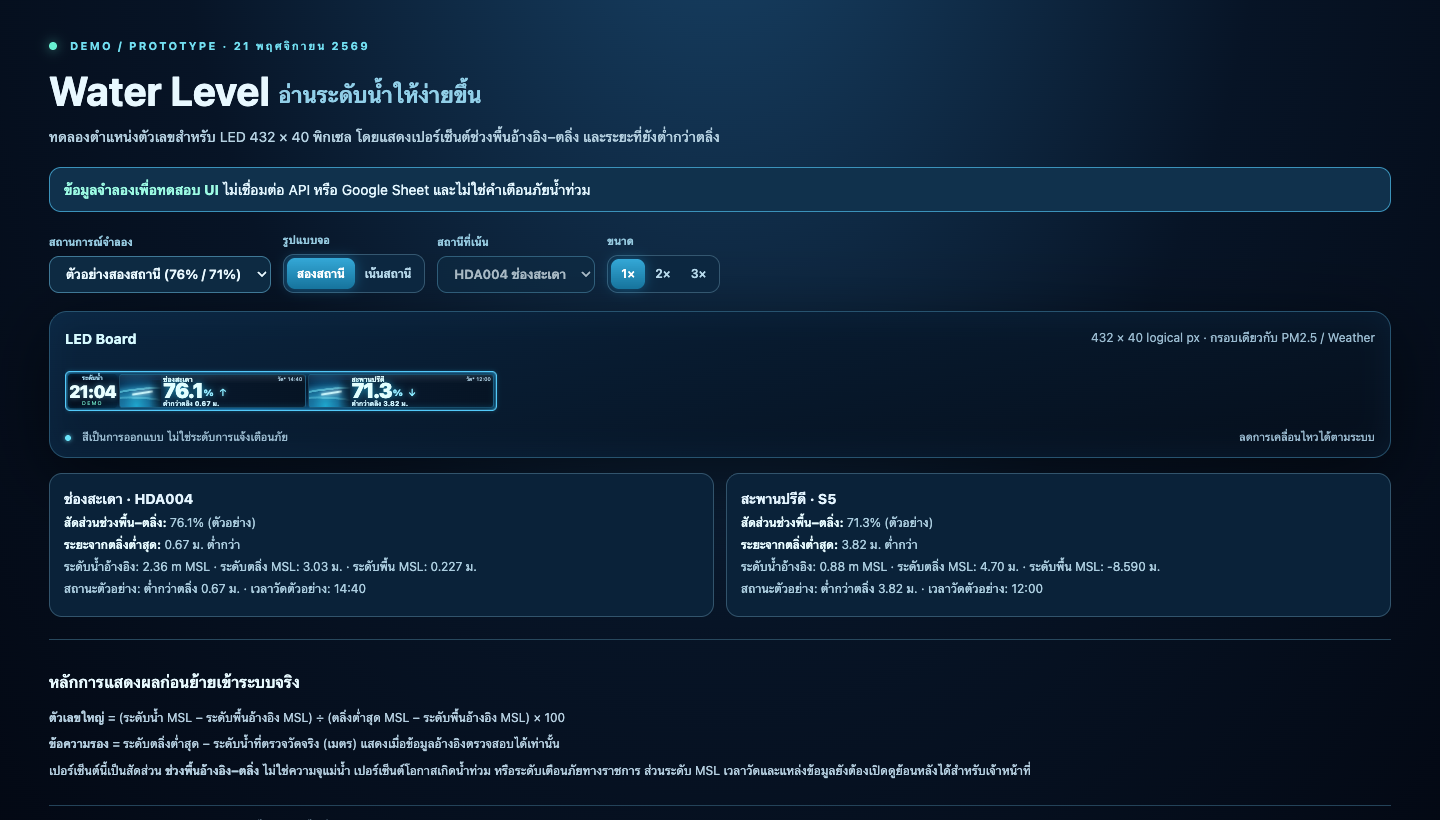 DEMO / PROTOTYPE · 21 พฤศจิกายน 2569
Water Level อ่านระดับน้ำให้ง่ายขึ้น
ทดลองตำแหน่งตัวเลขสำหรับ LED 432 × 40 พิกเซล โดยแสดงเปอร์เซ็นต์ช่วงพื้นอ้างอิง–ตลิ่ง และระยะที่ยังต่ำกว่าตลิ่ง
ข้อมูลจำลองเพื่อทดสอบ UI ไม่เชื่อมต่อ API หรือ Google Sheet และไม่ใช่คำเตือนภัยน้ำท่วม
สถานการณ์จำลอง รูปแบบจอ สถานีที่เน้น ขนาด
ตัวอย่างสองสถานี (76% / 71%) สองสถานี เน้นสถานี HDA004 ช่องสะเดา 1× 2× 3×
LED Board 432 × 40 logical px · กรอบเดียวกับ PM2.5 / Weather
ระดับน้ำ ช่องสะเดา วัด* 14:40 สะพานปรีดี วัด* 12:00
21:04 76.1% ↑ 71.3% ↓
DEMO ต่ำกว่าตลิ่ง 0.67 ม. ต่ำกว่าตลิ่ง 3.82 ม.
สีเป็นการออกแบบ ไม่ใช่ระดับการแจ้งเตือนภัย ลดการเคลื่อนไหวได้ตามระบบ
ช่องสะเดา · HDA004
สัดส่วนช่วงพื้น–ตลิ่ง: 76.1% (ตัวอย่าง)
ระยะจากตลิ่งต่ำสุด: 0.67 ม. ต่ำกว่า
ระดับน้ำอ้างอิง: 2.36 m MSL · ระดับตลิ่ง MSL: 3.03 ม. · ระดับพื้น MSL: 0.227 ม.
สถานะตัวอย่าง: ต่ำกว่าตลิ่ง 0.67 ม. · เวลาวัดตัวอย่าง: 14:40
สะพานปรีดี · S5
สัดส่วนช่วงพื้น–ตลิ่ง: 71.3% (ตัวอย่าง)
ระยะจากตลิ่งต่ำสุด: 3.82 ม. ต่ำกว่า
ระดับน้ำอ้างอิง: 0.88 m MSL · ระดับตลิ่ง MSL: 4.70 ม. · ระดับพื้น MSL: -8.590 ม.
สถานะตัวอย่าง: ต่ำกว่าตลิ่ง 3.82 ม. · เวลาวัดตัวอย่าง: 12:00
หลักการแสดงผลก่อนย้ายเข้าระบบจริง
ตัวเลขใหญ่ = (ระดับน้ำ MSL − ระดับพื้นอ้างอิง MSL) ÷ (ตลิ่งต่ำสุด MSL − ระดับพื้นอ้างอิง MSL) × 100
ข้อความรอง = ระดับตลิ่งต่ำสุด − ระดับน้ำที่ตรวจวัดจริง (เมตร) แสดงเมื่อข้อมูลอ้างอิงตรวจสอบได้เท่านั้น
เปอร์เซ็นต์นี้เป็นสัดส่วน ช่วงพื้นอ้างอิง–ตลิ่ง ไม่ใช่ความจุแม่น้ำ เปอร์เซ็นต์โอกาสเกิดน้ำท่วม หรือระดับเตือนภัยทางราชการ ส่วนระดับ MSL เวลาวัดและแหล่งข้อมูลยังต้องเปิดดูย้อนหลังได้สำหรับเจ้าหน้าที่